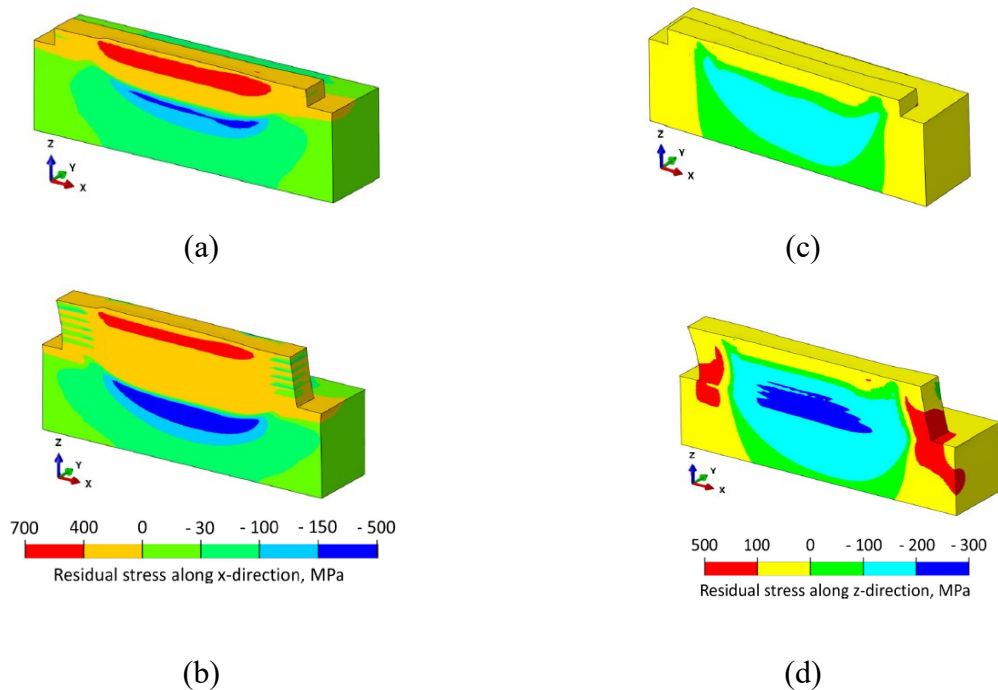 Z
Y
X
(a)
Z
Y
X
(c)
Z
Y
X
700 400 0 - 30 - 100 - 150 - 500
Residual stress along x-direction, MPa
(b)
Z
Y
X
500 100 0 - 100 - 200 - 300
Residual stress along z-direction, MPa
(d)